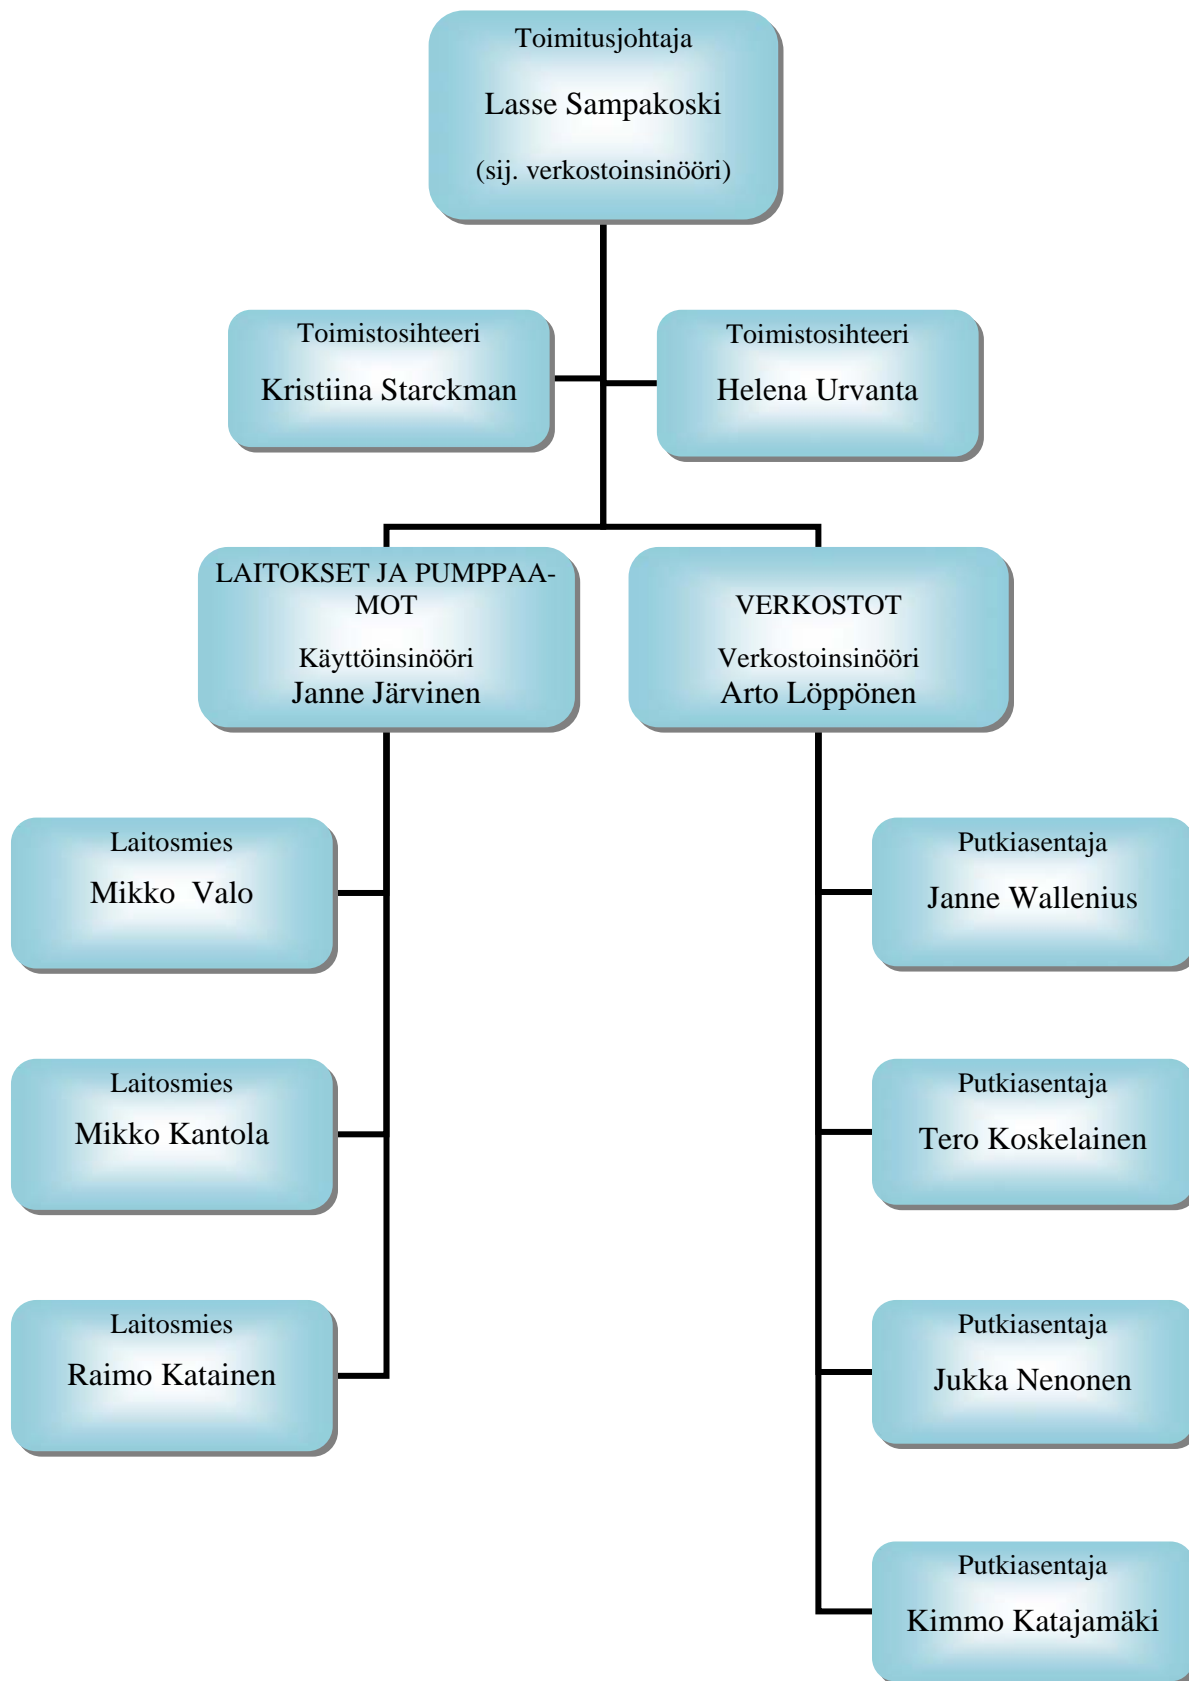 Toimitusjohtaja
Lasse Sampakoski
(sij. verkostoinsinööri)
Toimistosihteeri
Kristiina Starckman
Toimistosihteeri
Helena Urvanta
LAITOKSET JA PUMPPAA-
MOT
Käyttöinsinööri
Janne Järvinen
VERKOSTOT
Verkostoinsinööri
Arto Löppönen
Laitosmies
Mikko  Valo
Laitosmies
Mikko Kantola
Laitosmies
Raimo Katainen
Putkiasentaja
Janne Wallenius
Putkiasentaja
Tero Koskelainen
Putkiasentaja
Jukka Nenonen
Putkiasentaja
Kimmo Katajamäki